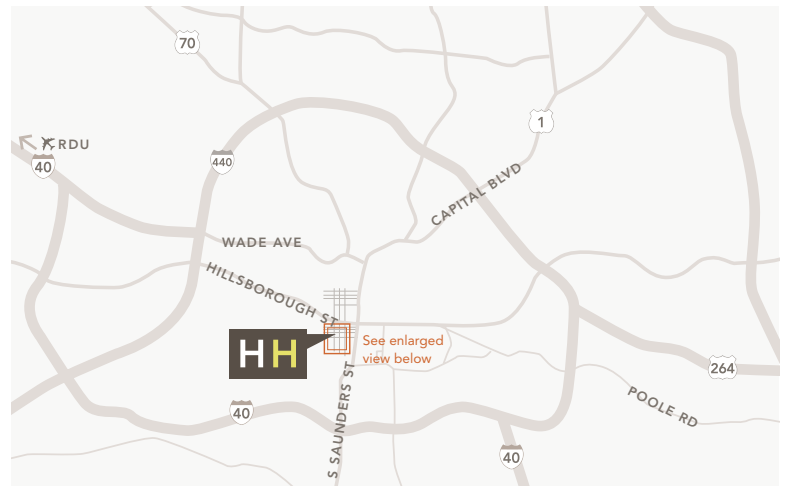 70
1
RDU
40
440
CAPITAL BLVD
WADE AVE
HILLSBOROUGH ST
HH
See enlarged
view below
264
S SAUNDERS ST
POOLE RD
40
40